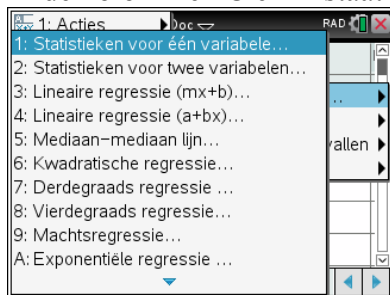 1: Acties
Doc
RAD
1: Statistieken voor één variabele...
2: Statistieken voor twee variabelen...
3: Lineaire regressie (mx+b)...
4: Lineaire regressie (a+bx)...
5: Mediaan-mediaan lijn...
6: Kwadratische regressie...
7: Derdegraads regressie ...
8: Vierdegraads regressie...
9: Machtsregressie...
A: Exponentiële regressie ...
..
vallen